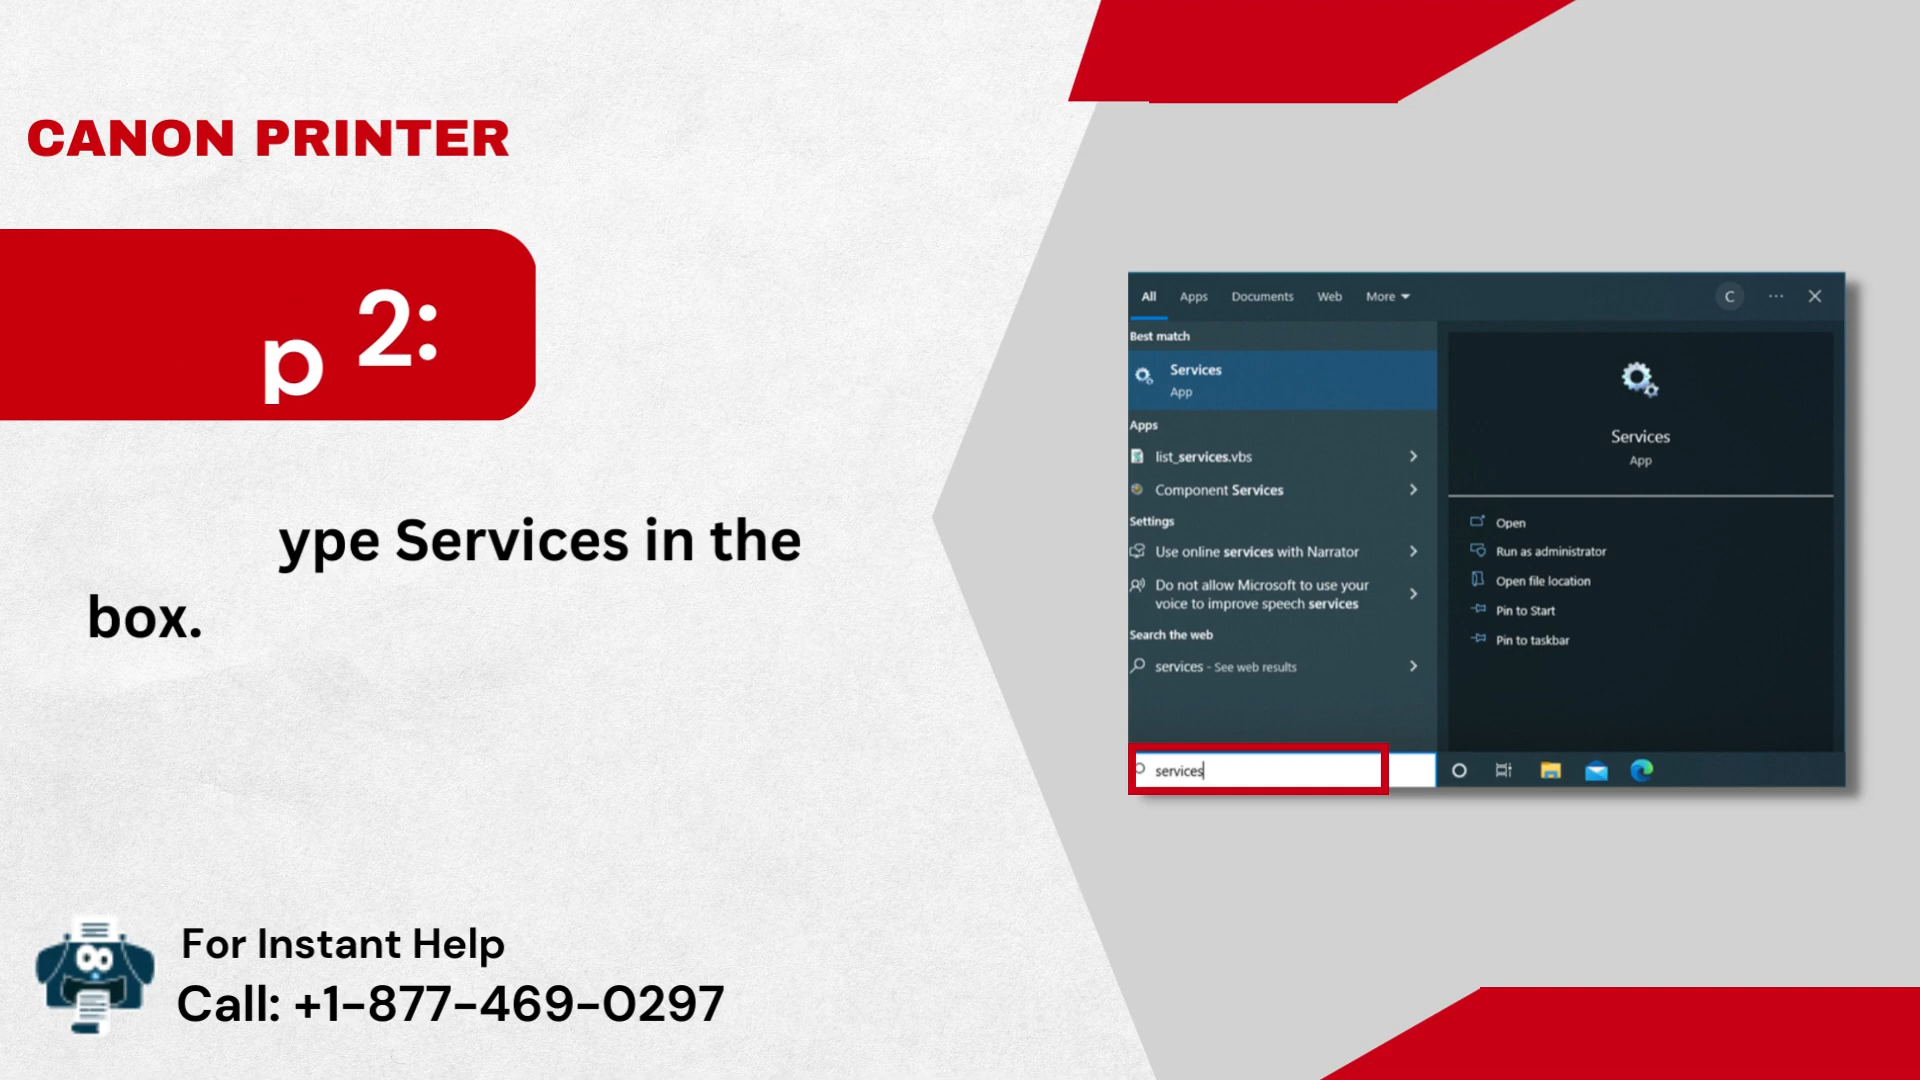 CANON PRINTER
p 2:
ype Services in the
box.
For Instant Help
Call: +1-877-469-0297
All Apps Documents Web More C ···
Best match
Services
App
Apps
list_services.vbs
Component Services
Settings
Use online services with Narrator
Do not allow Microsoft to use your
voice to improve speech services
Search the web
services - See web results
services
Services
App
Open
Run as administrator
Open file location
Pin to Start
Pin to taskbar